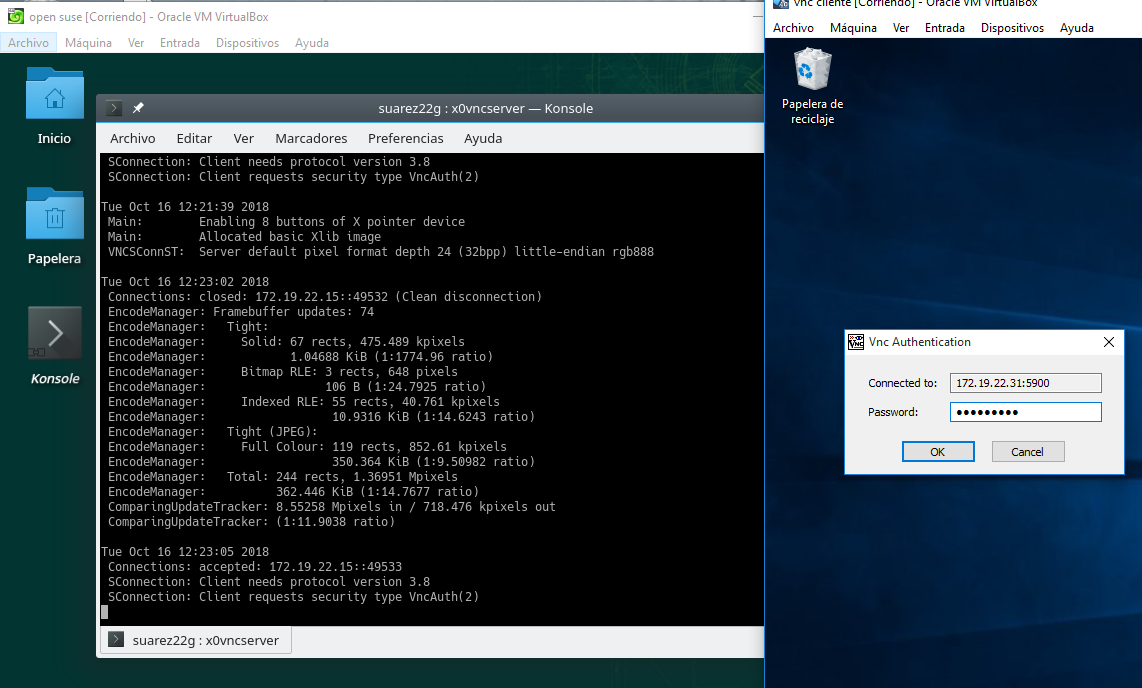 open suse [Corriendo] - Oracle VM VirtualBox
Archivo Máquina Ver Entrada Dispositivos Ayuda
Inicio
Papelera
Konsole
suarez22g : x0vncserver — Konsole
Archivo Editar Ver Marcadores Preferencias Ayuda
SConnection: Client needs protocol version 3.8
SConnection: Client requests security type VncAuth(2)
Tue Oct 16 12:21:39 2018
Main: Enabling 8 buttons of X pointer device
Main: Allocated basic Xlib image
VNCSConnST: Server default pixel format depth 24 (32bpp) little-endian rgb888
Tue Oct 16 12:23:02 2018
Connections: closed: 172.19.22.15::49532 (Clean disconnection)
EncodeManager: Framebuffer updates: 74
EncodeManager: Tight:
EncodeManager: Solid: 67 rects, 475.489 kpixels
EncodeManager: 1.04688 KiB (1:1774.96 ratio)
EncodeManager: Bitmap RLE: 3 rects, 648 pixels
EncodeManager: 106 B (1:24.7925 ratio)
EncodeManager: Indexed RLE: 55 rects, 40.761 kpixels
EncodeManager: 10.9316 KiB (1:14.6243 ratio)
EncodeManager: Tight (JPEG):
EncodeManager: Full Colour: 119 rects, 852.61 kpixels
EncodeManager: 350.364 KiB (1:9.50982 ratio)
EncodeManager: Total: 244 rects, 1.36951 Mpixels
EncodeManager: 362.446 KiB (1:14.7677 ratio)
ComparingUpdateTracker: 8.55258 Mpixels in / 718.476 kpixels out
ComparingUpdateTracker: (1:11.9038 ratio)
Tue Oct 16 12:23:05 2018
Connections: accepted: 172.19.22.15::49533
SConnection: Client needs protocol version 3.8
SConnection: Client requests security type VncAuth(2)
suarez22g : x0vncserver
vnc cliente [Corriendo] - Oracle VM VirtualBox
Archivo Máquina Ver Entrada Dispositivos Ayuda
Papelera de
reciclaje
Vnc Authentication
Connected to: 172.19.22.31:5900
Password: ●●●●●●●●●
OK Cancel